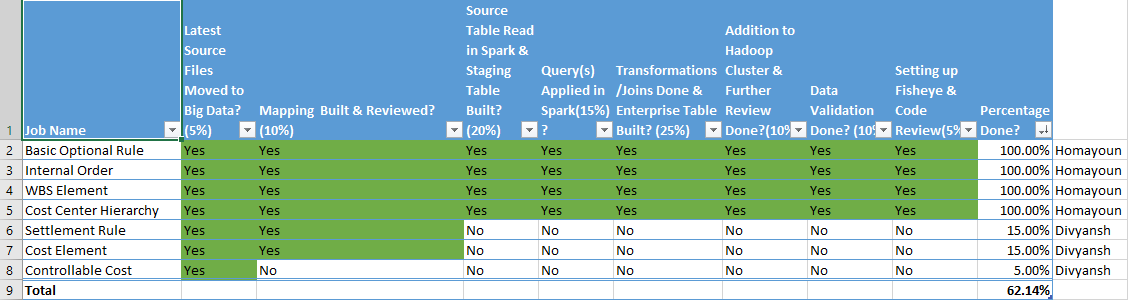 1 Job Name Latest Source Files Moved to Big Data? (5%) Mapping Built & Reviewed? (10%) Source Table Read in Spark & Staging Table Built? (20%) Query(s) Applied in Spark(15%) ? Transformations /Joins Done & Enterprise Table Built? (25%) Addition to Hadoop Cluster & Further Review Done?(10% Data Validation Done? (10% Setting up Fisheye & Code Review(5% Percentage Done?
2 Basic Optional Rule Yes Yes Yes Yes Yes Yes Yes Yes 100.00% Homayoun
3 Internal Order Yes Yes Yes Yes Yes Yes Yes Yes 100.00% Homayoun
4 WBS Element Yes Yes Yes Yes Yes Yes Yes Yes 100.00% Homayoun
5 Cost Center Hierarchy Yes Yes Yes Yes Yes Yes Yes Yes 100.00% Homayoun
6 Settlement Rule Yes Yes No No No No No No 15.00% Divyansh
7 Cost Element Yes Yes No No No No No No 15.00% Divyansh
8 Controllable Cost Yes No No No No No No No 5.00% Divyansh
9 Total 62.14%